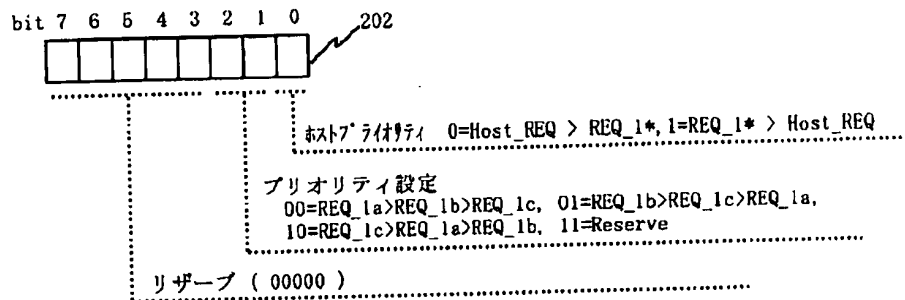 bit 7 6 5 4 3 2 1 0
202
ホストプライオリティ 0=Host_REQ > REQ_1*, 1=REQ_1* > Host_REQ
プリオリティ設定
00=REQ_1a>REQ_1b>REQ_1c, 01=REQ_1b>REQ_1c>REQ_1a,
10=REQ_1c>REQ_1a>REQ_1b, 11=Reserve
リザーブ ( 00000 )